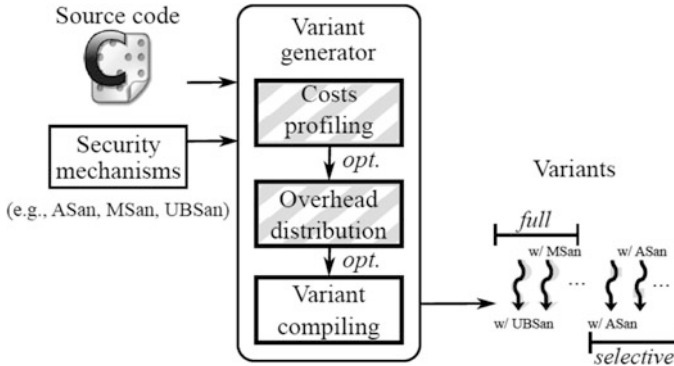 Source code
C
Security
mechanisms
(e.g., ASan, MSan, UBSan)
Variant
generator
Costs
profiling
opt.
Overhead
distribution
opt.
Variant
compiling
Variants
full
w/ MSan
w/ ASan
... ...
w/ UBSan
w/ ASan
selective